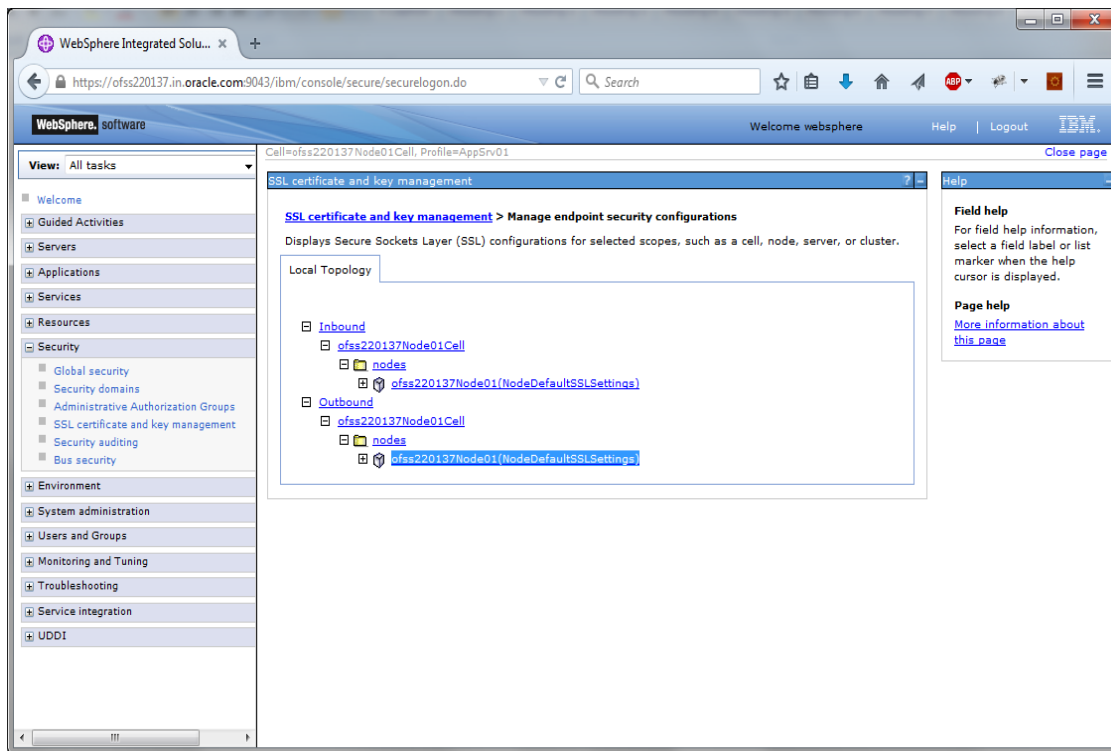 WebSphere Integrated Solu...
https://ofss220137.in.oracle.com:9043/ibm/console/secure/securelogon.do
Search
ABP
WebSphere. software
Welcome websphere
Help | Logout
IBM.
View: All tasks
Cell=ofss220137Node01Cell, Profile=AppSrv01
Close page
Welcome
Guided Activities
Servers
Applications
Services
Resources
Security
Global security
Security domains
Administrative Authorization Groups
SSL certificate and key management
Security auditing
Bus security
Environment
System administration
Users and Groups
Monitoring and Tuning
Troubleshooting
Service integration
UDDI
SSL certificate and key management
SSL certificate and key management > Manage endpoint security configurations
Displays Secure Sockets Layer (SSL) configurations for selected scopes, such as a cell, node, server, or cluster.
Local Topology
Inbound
ofss220137Node01Cell
nodes
ofss220137Node01(NodeDefaultSSLSettings)
Outbound
ofss220137Node01Cell
nodes
ofss220137Node01(NodeDefaultSSLSettings)
Help
Field help
For field help information,
select a field label or list
marker when the help
cursor is displayed.
Page help
More information about
this page